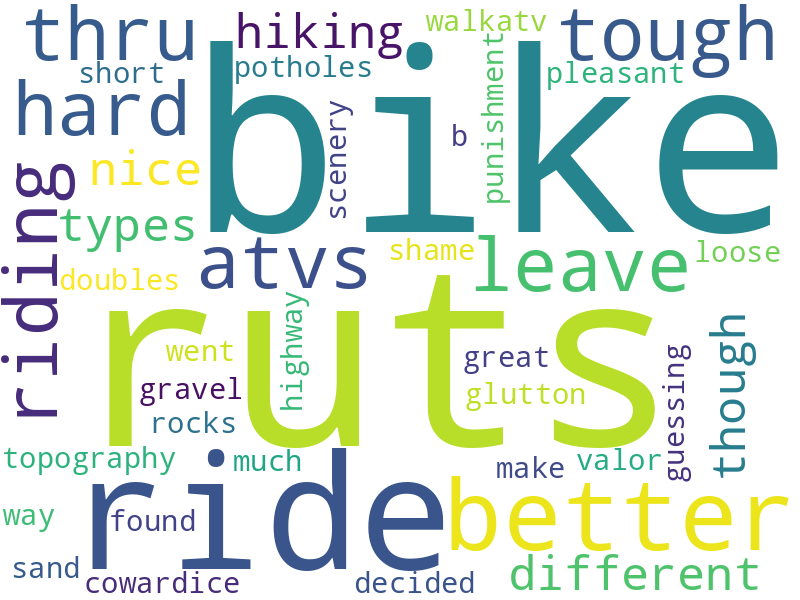 thru
hiking
walkatv
tough
short
potholes
pleasant
hard
bike
scenery
b
punishment
nice
riding
types
atvs
shame
leave
loose
doubles
ruts
highway
went
great
though
gravel
glutton
guessing
rocks
topography
much
ride
make
valor
better
way
found
sand
cowardice
decided
different